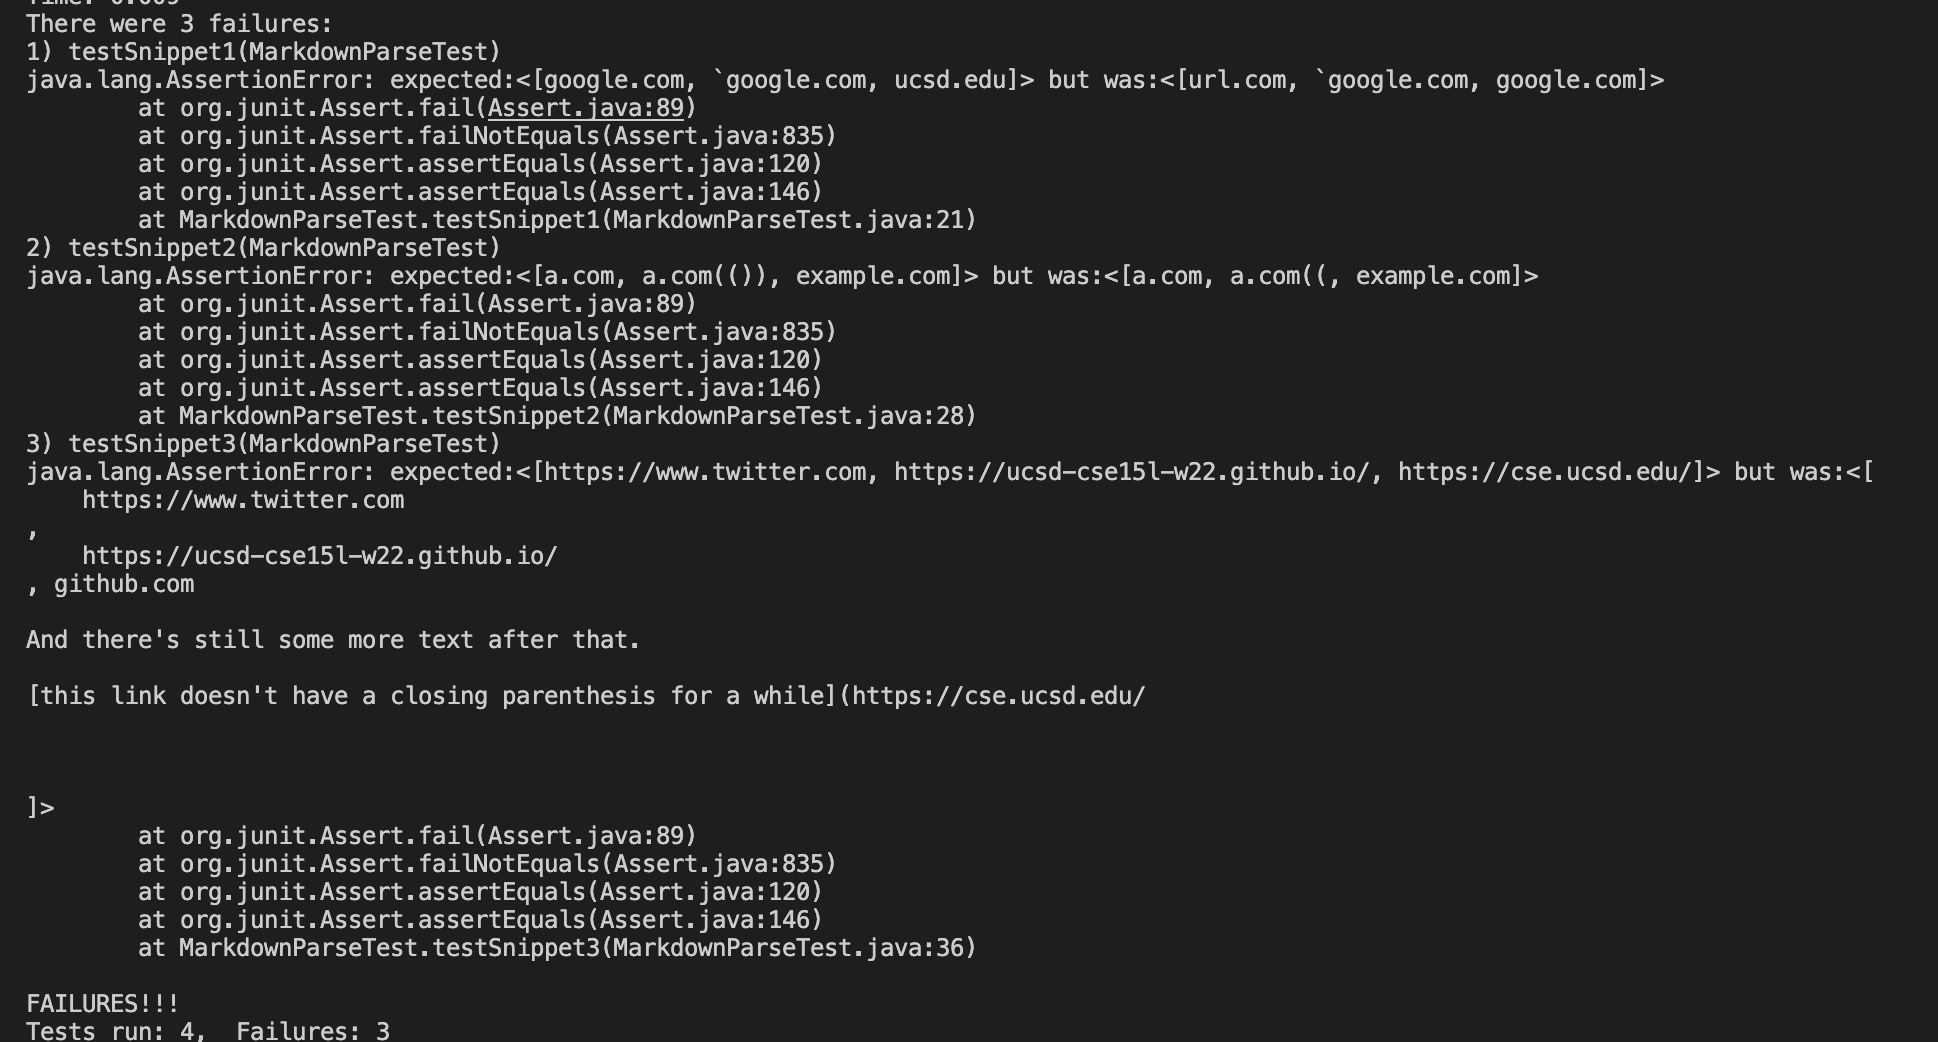 Time: 0.009
There were 3 failures:
1) testSnippet1(MarkdownParseTest)
java.lang.AssertionError: expected:<[google.com, `google.com, ucsd.edu]> but was:<[url.com, `google.com, google.com]>
        at org.junit.Assert.fail(Assert.java:89)
        at org.junit.Assert.failNotEquals(Assert.java:835)
        at org.junit.Assert.assertEquals(Assert.java:120)
        at org.junit.Assert.assertEquals(Assert.java:146)
        at MarkdownParseTest.testSnippet1(MarkdownParseTest.java:21)
2) testSnippet2(MarkdownParseTest)
java.lang.AssertionError: expected:<[a.com, a.com(()), example.com]> but was:<[a.com, a.com((, example.com]>
        at org.junit.Assert.fail(Assert.java:89)
        at org.junit.Assert.failNotEquals(Assert.java:835)
        at org.junit.Assert.assertEquals(Assert.java:120)
        at org.junit.Assert.assertEquals(Assert.java:146)
        at MarkdownParseTest.testSnippet2(MarkdownParseTest.java:28)
3) testSnippet3(MarkdownParseTest)
java.lang.AssertionError: expected:<[https://www.twitter.com, https://ucsd-cse15l-w22.github.io/, https://cse.ucsd.edu/]> but was:<[
    https://www.twitter.com
,
    https://ucsd-cse15l-w22.github.io/
, github.com

And there's still some more text after that.

[this link doesn't have a closing parenthesis for a while](https://cse.ucsd.edu/



]>
        at org.junit.Assert.fail(Assert.java:89)
        at org.junit.Assert.failNotEquals(Assert.java:835)
        at org.junit.Assert.assertEquals(Assert.java:120)
        at org.junit.Assert.assertEquals(Assert.java:146)
        at MarkdownParseTest.testSnippet3(MarkdownParseTest.java:36)

FAILURES!!!
Tests run: 4,  Failures: 3